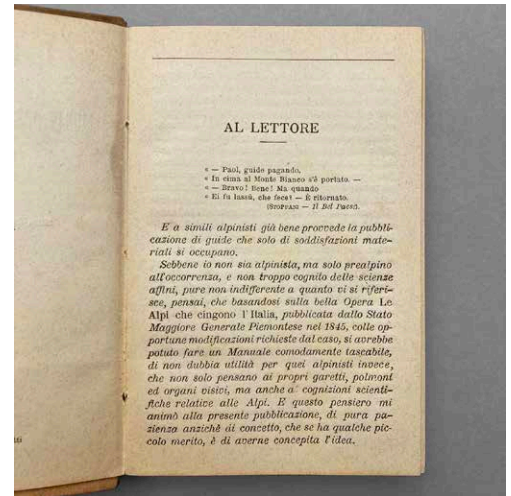 AL LETTORE
« — Paol, guide pagando,
« In cima al Monte Bianco s'è portato. —
« — Bravo! Bene! Ma quando
« Ei fu lassù, che fece? — È ritornato.
(STOPPANI — Il Bel Paese).
E a simili alpinisti già bene provvede la pubbli-
cazione di guide che solo di soddisfazioni mate-
riali si occupano.
Sebbene io non sia alpinista, ma solo prealpino
all'occorrenza, e non troppo cognito delle scienze
affini, pure non indifferente a quanto vi si riferi-
sce, pensai, che basandosi sulla bella Opera Le
Alpi che cingono l'Italia, pubblicata dallo Stato
Maggiore Generale Piemontese nel 1845, colle op-
portune modificazioni richieste dal caso, si avrebbe
potuto fare un Manuale comodamente tascabile,
di non dubbia utilità per quei alpinisti invece,
che non solo pensano ai propri garetti, polmoni
ed organi visivi, ma anche a' cognizioni scienti-
fiche relative alle Alpi. E questo pensiero mi
animò alla presente pubblicazione, di pura pa-
zienza anzichè di concetto, che se ha qualche pic-
colo merito, è di averne concepita l'idea.